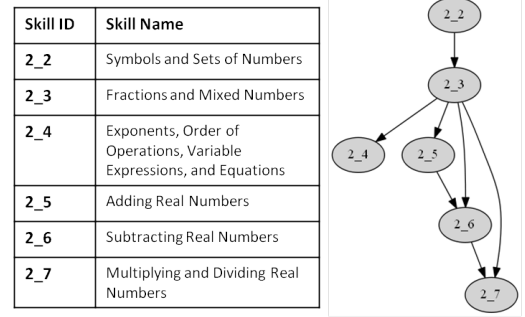 Skill ID Skill Name
2_2 Symbols and Sets of Numbers
2_3 Fractions and Mixed Numbers
2_4 Exponents, Order of
Operations, Variable
Expressions, and Equations
2_5 Adding Real Numbers
2_6 Subtracting Real Numbers
2_7 Multiplying and Dividing Real
Numbers
2_2
2_3
2_4 2_5
2_6
2_7